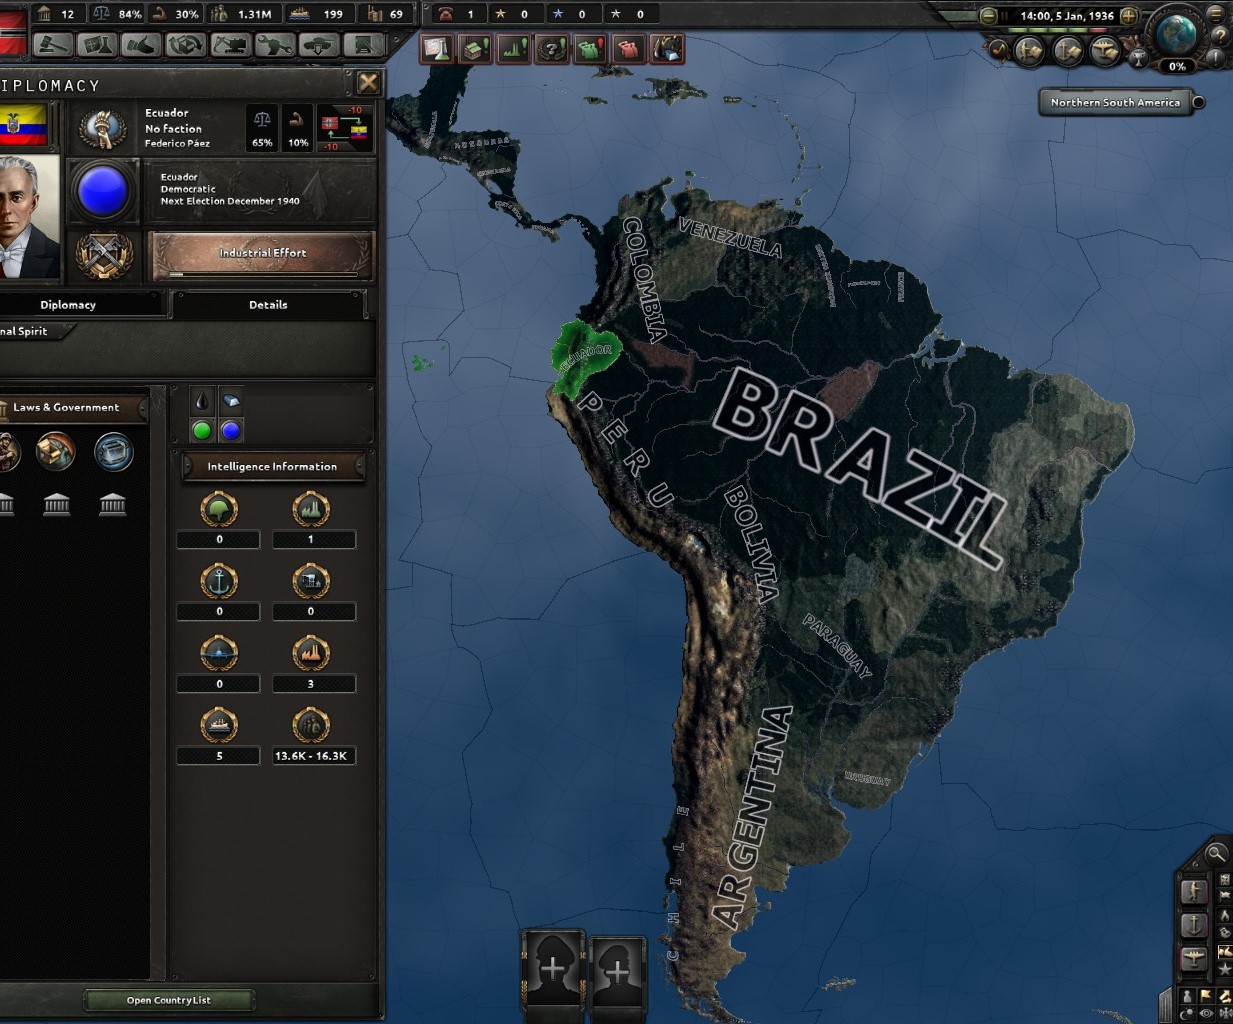 12 84% 30% 1.31M 199 69 1 0 0 0 14:00, 5 Jan, 1936
0%
IPLOMACY
Northern South America
Ecuador
No faction
Federico Páez
65% 10% -10
-10
Ecuador
Democratic
Next Election December 1940
Industrial Effort
Diplomacy Details
nal Spirit
Laws & Government
Intelligence Information
0 1
0 0
0 3
5 13.6K - 16.3K
Open Country List
VENEZUELA
COLOMBIA
ECUADOR
PERU
BRAZIL
BOLIVIA
PARAGUAY
ARGENTINA
URUGUAY
CHILE